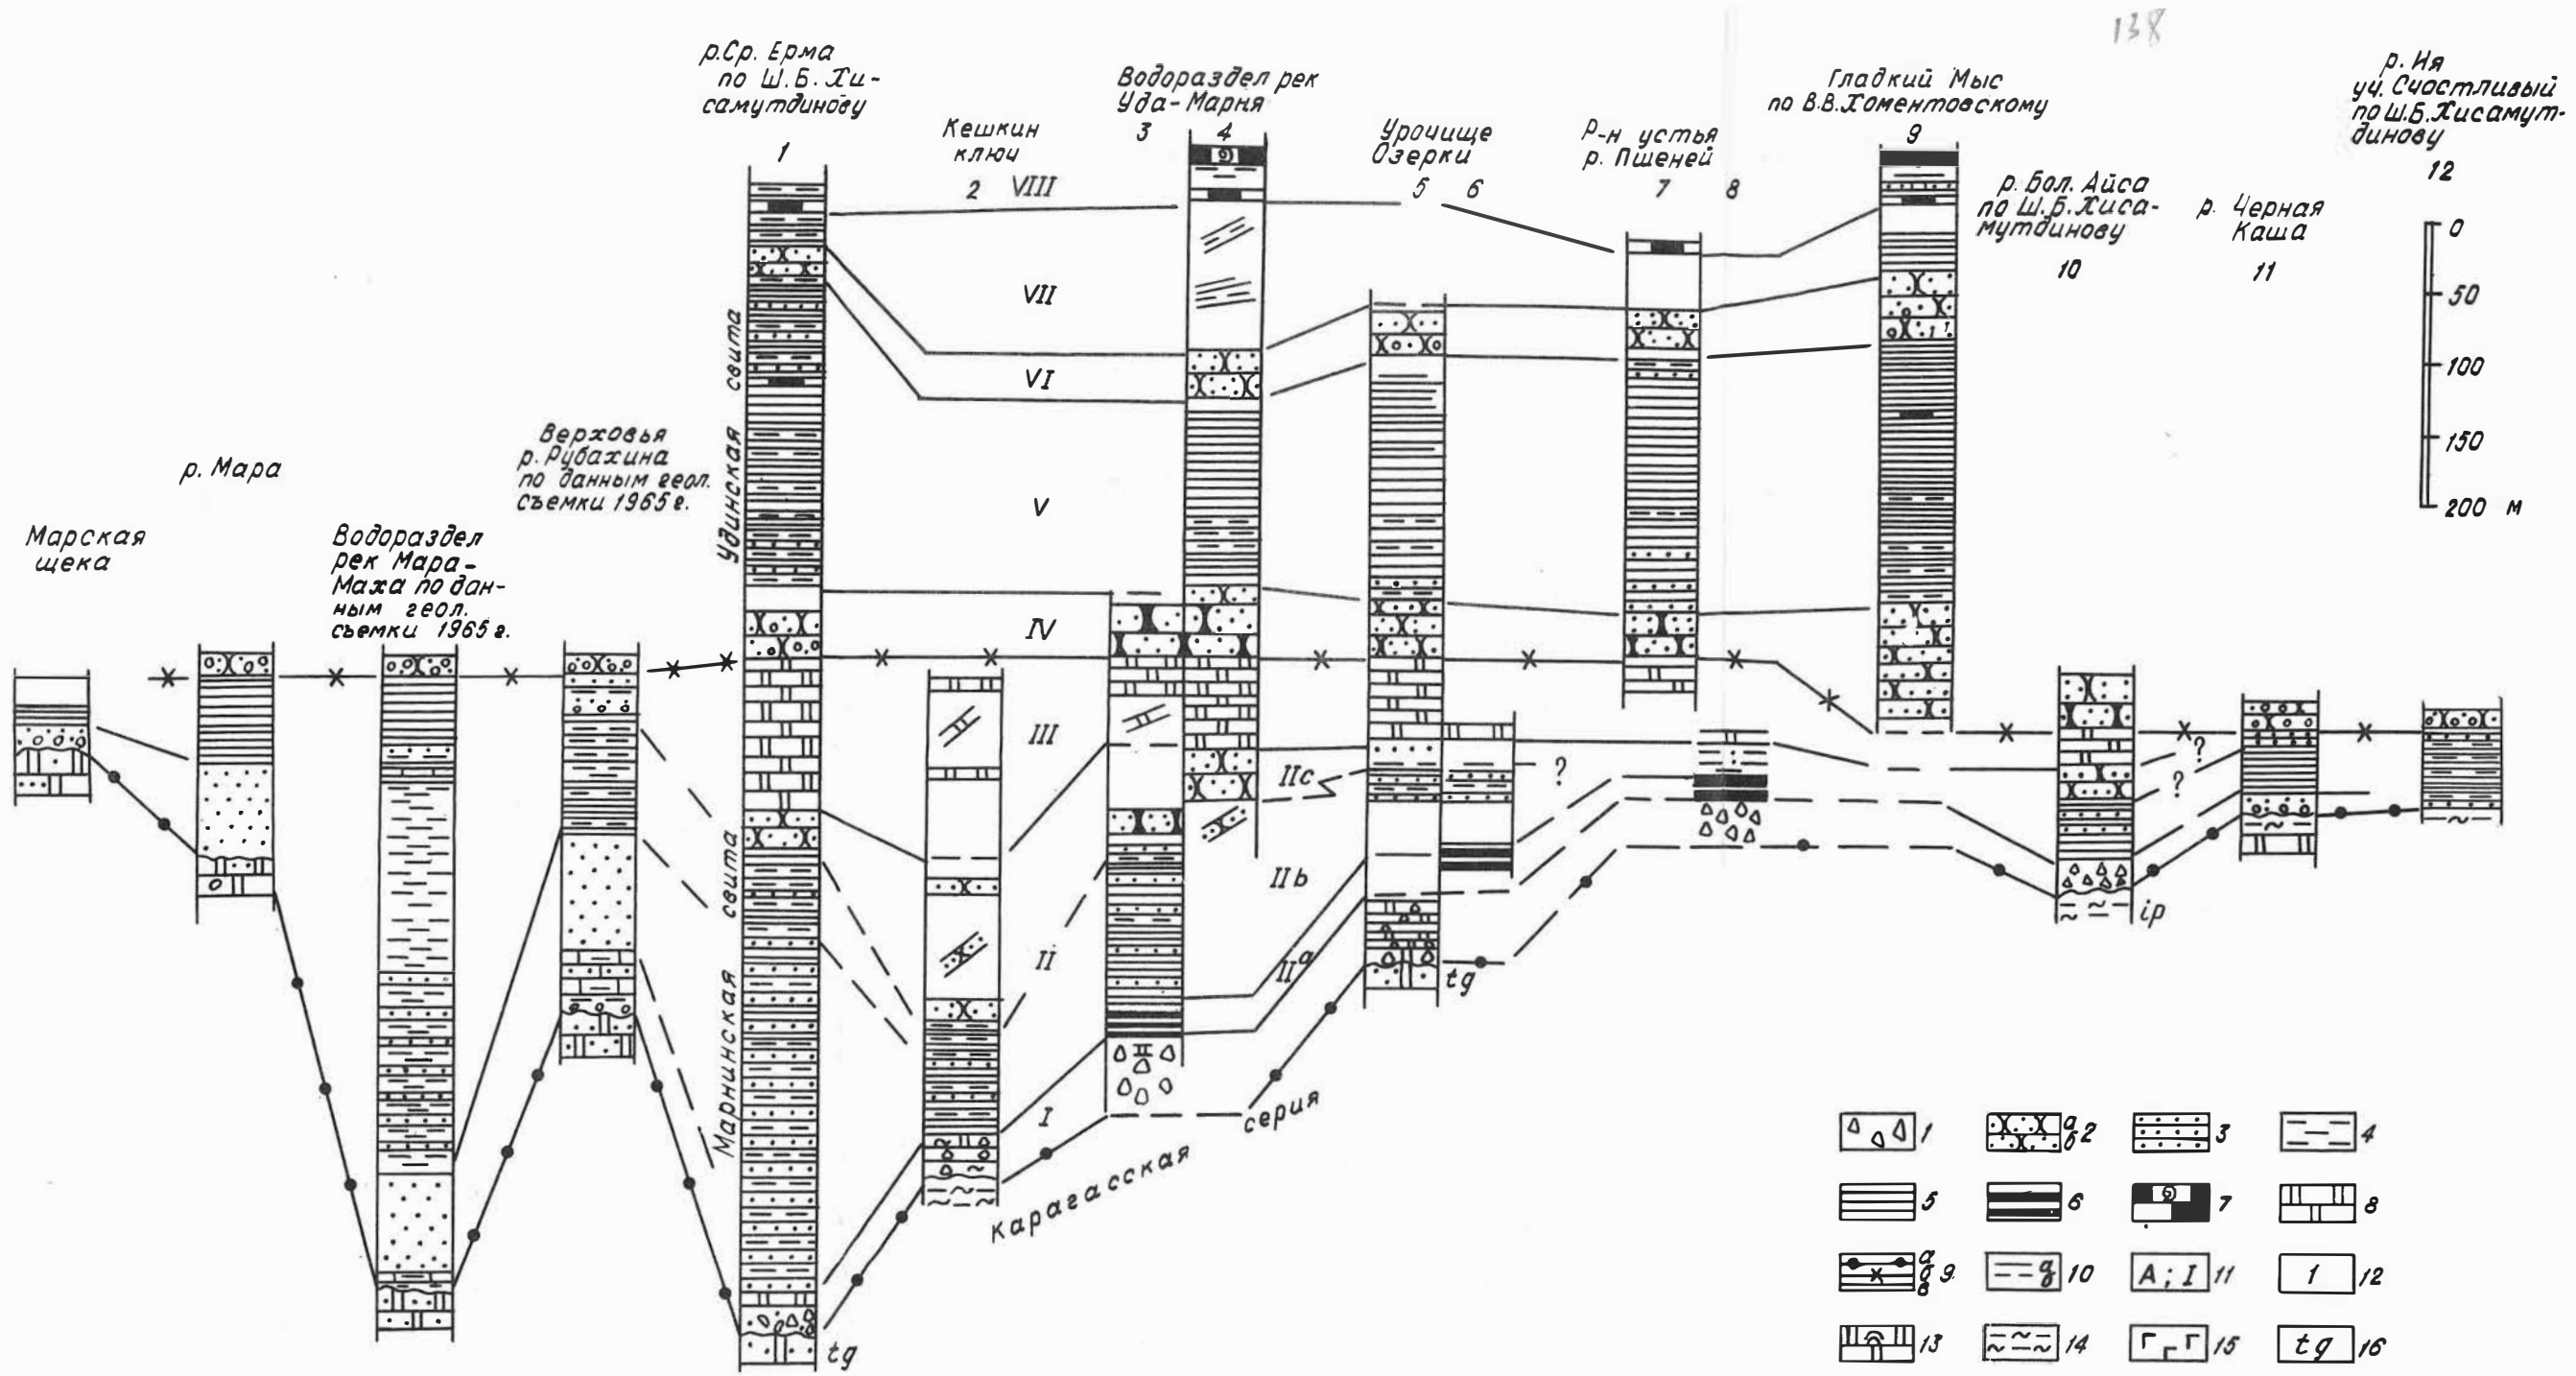 138
р.Ср. Ерма
по Ш.Б. Хи-
самутдинову
1
Кешкин
ключ
2
Водораздел рек
Уда-Марня
3
4
Урочище
Озерки
5
6
Р-н устья
р. Пшеней
7
8
Гладкий Мыс
по В.В.Хоментовскому
9
р. Бол. Айса
по Ш.Б.Хиса-
мутдинову
10
р. Черная
Каша
11
р. Ия
уч. Счастливый
по Ш.Б.Хисамут-
динову
12
0
50
100
150
200 м
Марская
щека
р. Мара
Водораздел
рек Мара-
Маха по дан-
ным геол.
съемки 1965г.
Верховья
р. Рубахина
по данным геол.
съемки 1965г.
Удинская свита
Марнинская свита
VIII
VII
VI
V
IV
III
IIc
?
?
?
IIb
II
IIa
I
tg
ip
tg
карагасская серия
1
а
б
2
3
4
5
6
7
8
а
б
в
9
10
А; I
11
1
12
13
14
15
tg
16